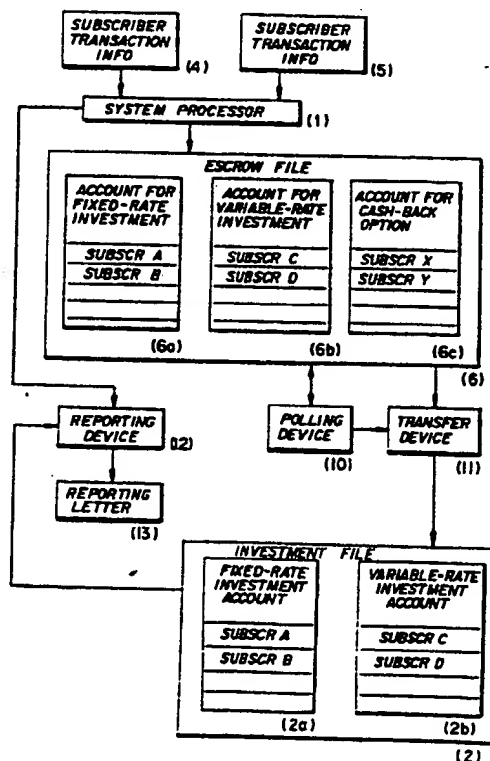 SUBSCRIBER
TRANSACTION
INFO
(4)
SUBSCRIBER
TRANSACTION
INFO
(5)
SYSTEM PROCESSOR
(1)
ESCROW FILE
ACCOUNT FOR
FIXED-RATE
INVESTMENT
SUBSCR A
SUBSCR B
(6a)
ACCOUNT FOR
VARIABLE-RATE
INVESTMENT
SUBSCR C
SUBSCR D
(6b)
ACCOUNT FOR
CASH-BACK
OPTION
SUBSCR X
SUBSCR Y
(6c)
(6)
REPORTING
DEVICE
(12)
POLLING
DEVICE
(10)
TRANSFER
DEVICE
(11)
REPORTING
LETTER
(13)
INVESTMENT FILE
FIXED-RATE
INVESTMENT
ACCOUNT
SUBSCR A
SUBSCR B
(2a)
VARIABLE-RATE
INVESTMENT
ACCOUNT
SUBSCR C
SUBSCR D
(2b)
(2)